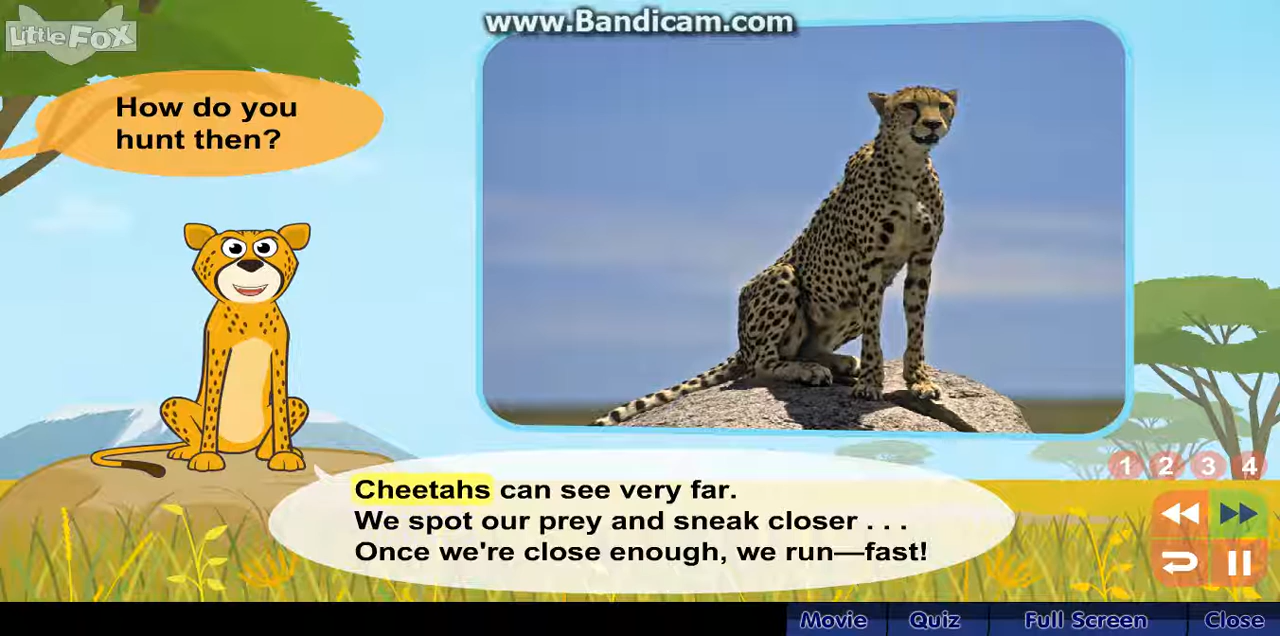 www.Bandicam.com
Little Fox
How do you
hunt then?
Cheetahs can see very far.
We spot our prey and sneak closer . . .
Once we're close enough, we run—fast!
1 2 3 4
Movie Quiz Full Screen Close